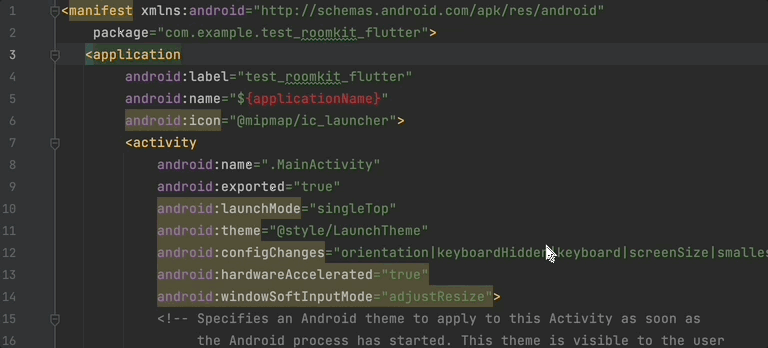 1 <manifest xmlns:android="http://schemas.android.com/apk/res/android"
2 package="com.example.test_roomkit_flutter">
3 <application
4 android:label="test_roomkit_flutter"
5 android:name="${applicationName}"
6 android:icon="@mipmap/ic_launcher">
7 <activity
8 android:name=".MainActivity"
9 android:exported="true"
10 android:launchMode="singleTop"
11 android:theme="@style/LaunchTheme"
12 android:configChanges="orientation|keyboardHidden|keyboard|screenSize|smalles
13 android:hardwareAccelerated="true"
14 android:windowSoftInputMode="adjustResize">
15 <!-- Specifies an Android theme to apply to this Activity as soon as
16 the Android process has started. This theme is visible to the user